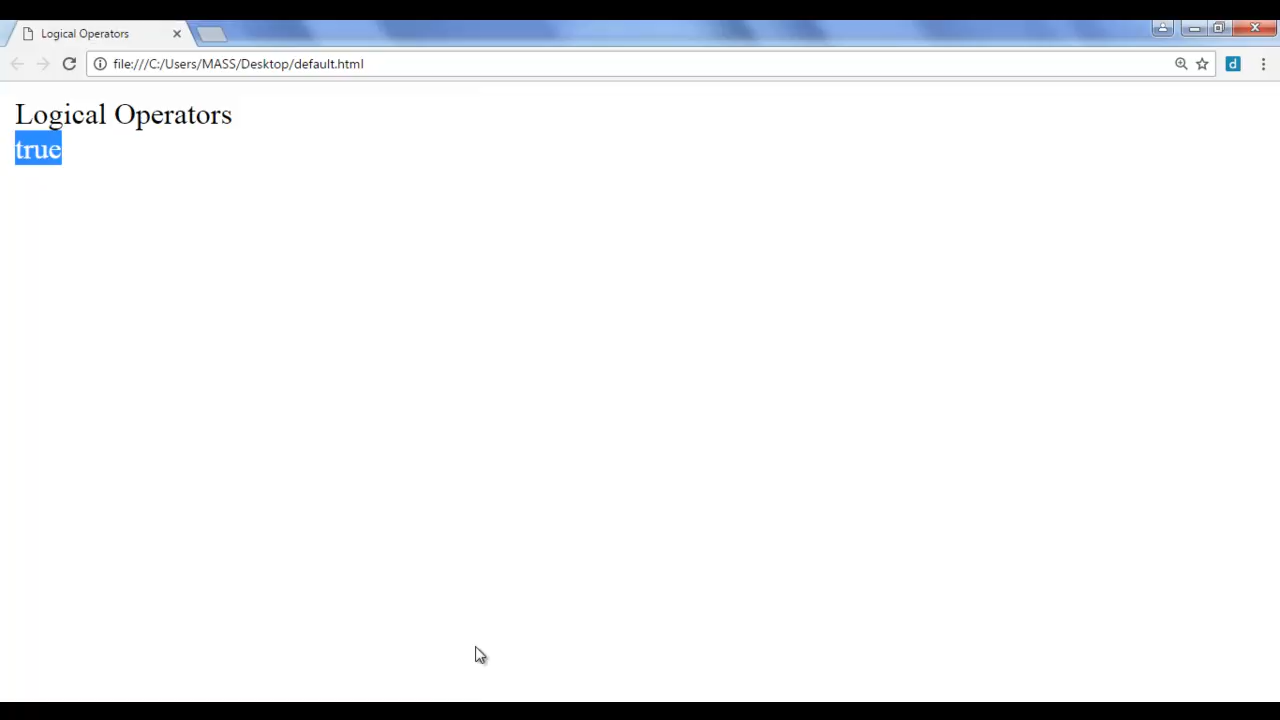 Logical Operators
file:///C:/Users/MASS/Desktop/default.html
d
Logical Operators
true